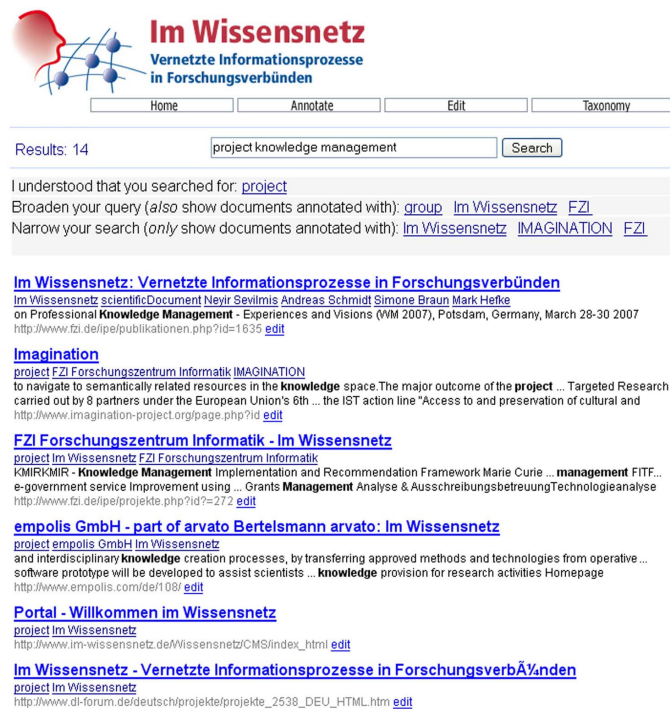 Im Wissensnetz
Vernetzte Informationsprozesse
in Forschungsverbünden
Home Annotate Edit Taxonomy
Results: 14 project knowledge management Search
I understood that you searched for: project
Broaden your query (also show documents annotated with): group Im Wissensnetz FZI
Narrow your search (only show documents annotated with): Im Wissensnetz IMAGINATION FZI
Im Wissensnetz: Vernetzte Informationsprozesse in Forschungsverbünden
Im Wissensnetz scientificDocument Neyir Sevilmis Andreas Schmidt Simone Braun Mark Hefke
on Professional Knowledge Management - Experiences and Visions (WM 2007), Potsdam, Germany, March 28-30 2007
http://www.fzi.de/ipe/publikationen.php?id=1635 edit
Imagination
project FZI Forschungszentrum Informatik IMAGINATION
to navigate to semantically related resources in the knowledge space.The major outcome of the project ... Targeted Research
carried out by 8 partners under the European Union's 6th ... the IST action line "Access to and preservation of cultural and
http://www.imagination-project.org/page.php?id edit
FZI Forschungszentrum Informatik - Im Wissensnetz
project Im Wissensnetz FZI Forschungszentrum Informatik
KMIRKMIR - Knowledge Management Implementation and Recommendation Framework Marie Curie ... management FITF...
e-government service Improvement using ... Grants Management Analyse & AusschreibungsbetreuungTechnologieanalyse
http://www.fzi.de/ipe/projekte.php?id?=272 edit
empolis GmbH - part of arvato Bertelsmann arvato: Im Wissensnetz
project empolis GmbH Im Wissensnetz
and interdisciplinary knowledge creation processes, by transferring approved methods and technologies from operative ...
software prototype will be developed to assist scientists ... knowledge provision for research activities Homepage
http://www.empolis.com/de/108/ edit
Portal - Willkommen im Wissensnetz
project Im Wissensnetz
http://www.im-wissensnetz.de/Wissensnetz/CMS/index_html edit
Im Wissensnetz - Vernetzte Informationsprozesse in ForschungsverbÃ¼nden
project Im Wissensnetz
http://www.dl-forum.de/deutsch/projekte/projekte_2538_DEU_HTML.htm edit